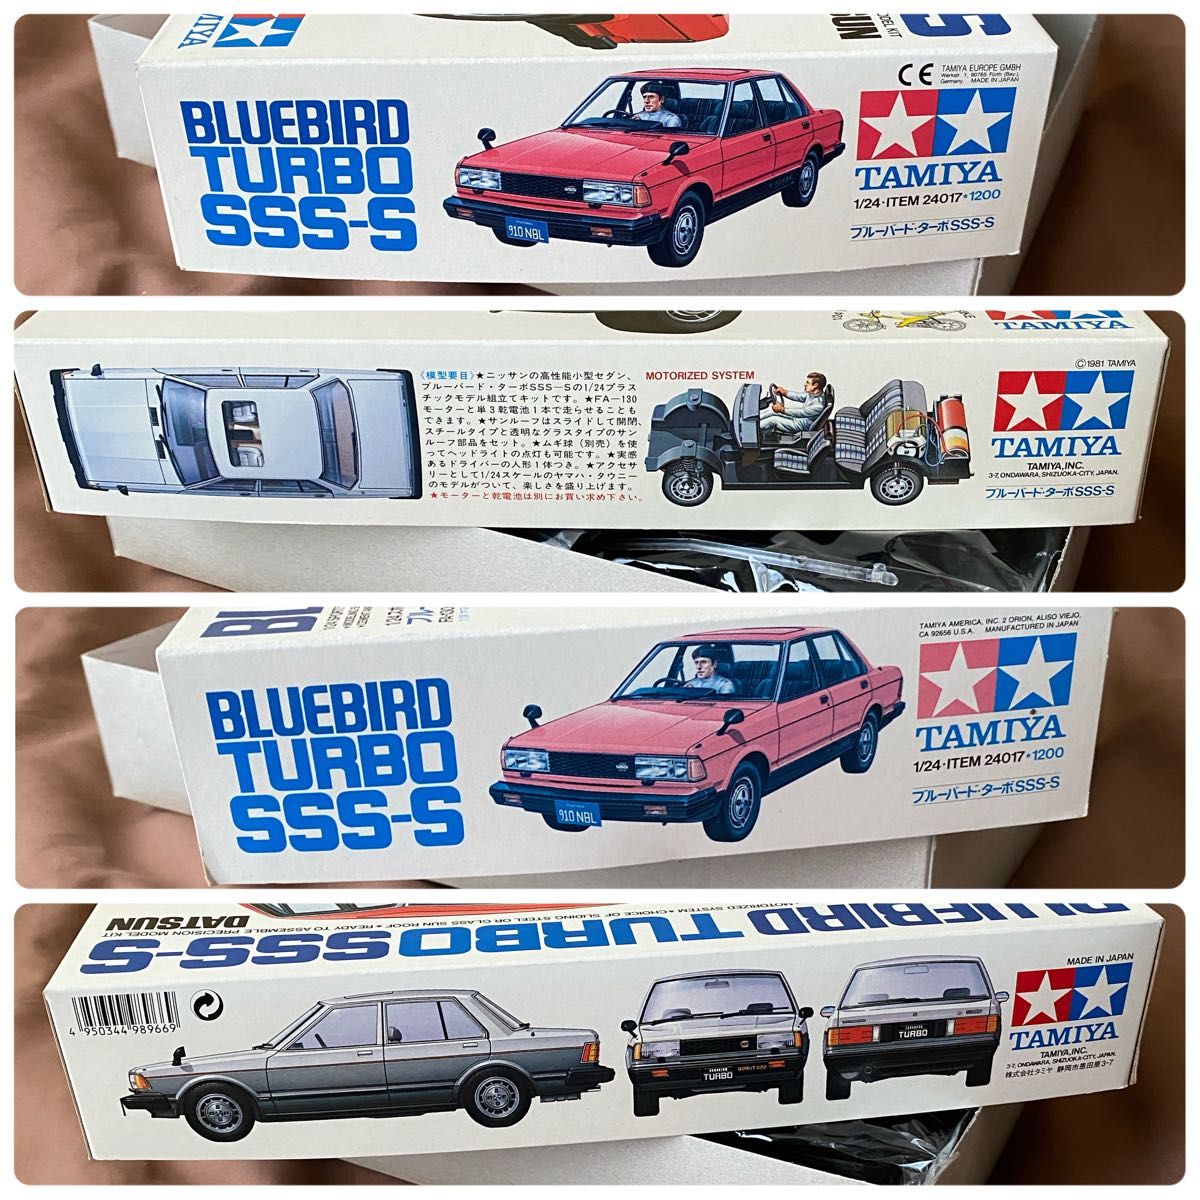 TAMIYA
S
ODEL KIT
SUN
BLUEBIRD
TURBO
SSS-S
910 NBL
CE
TAMIYA EUROPE GMBH
Werkstr. 1, 90765 Fürth (Bay.),
Germany MADE IN JAPAN
TAMIYA
1/24・ITEM 24017★1200
ブルーバード・ターボSSS-S
1/24
TAMIYA
《模型要目》★ニッサンの高性能小型セダン、
ブルーバード・ターボSSS—Sの1/24プラス
チックモデル組立てキットです。★FA—130
モーターと単3乾電池1本で走らせることも
できます。★サンルーフはスライドして開閉、
スチールタイプと透明なグラスタイプのサン
ルーフ部品をセット。★ムギ球（別売）を使
ってヘッドライトの点灯も可能です。★実感
あるドライバーの人形1体つき。★アクセサ
リーとして1/24スケールのヤマハ・タウニー
のモデルがついて、楽しさを盛り上げます。
★モーターと乾電池は別にお買い求め下さい。
MOTORIZED SYSTEM
©1981 TAMIYA
TAMIYA
TAMIYA, INC.
3-7, ONDAWARA, SHIZUOKA-CITY, JAPAN.
ブルーバード・ターボSSS-S
BLUEBIRD
TURBO
SSS-S
910 NBL
TAMIYA AMERICA, INC. 2 ORION, ALISO VIEJO,
CA 92656 U.S.A. MANUFACTURED IN JAPAN
TAMIYA
1/24・ITEM 24017★1200
ブルーバード・ターボSSS-S
BLUEBIRD TURBO SSS-S
MOTORIZED SYSTEM★CHOICE OF SLIDING STEEL OR GLASS SUN ROOF★READY TO ASSEMBLE PRECISION MODEL KIT
DATSUN
4 950344 989669
TURBO
TURBO
MADE IN JAPAN
TAMIYA
TAMIYA, INC.
3-7, ONDAWARA, SHIZUOKA-CITY, JAPAN.
株式会社タミヤ 静岡市恩田原3-7